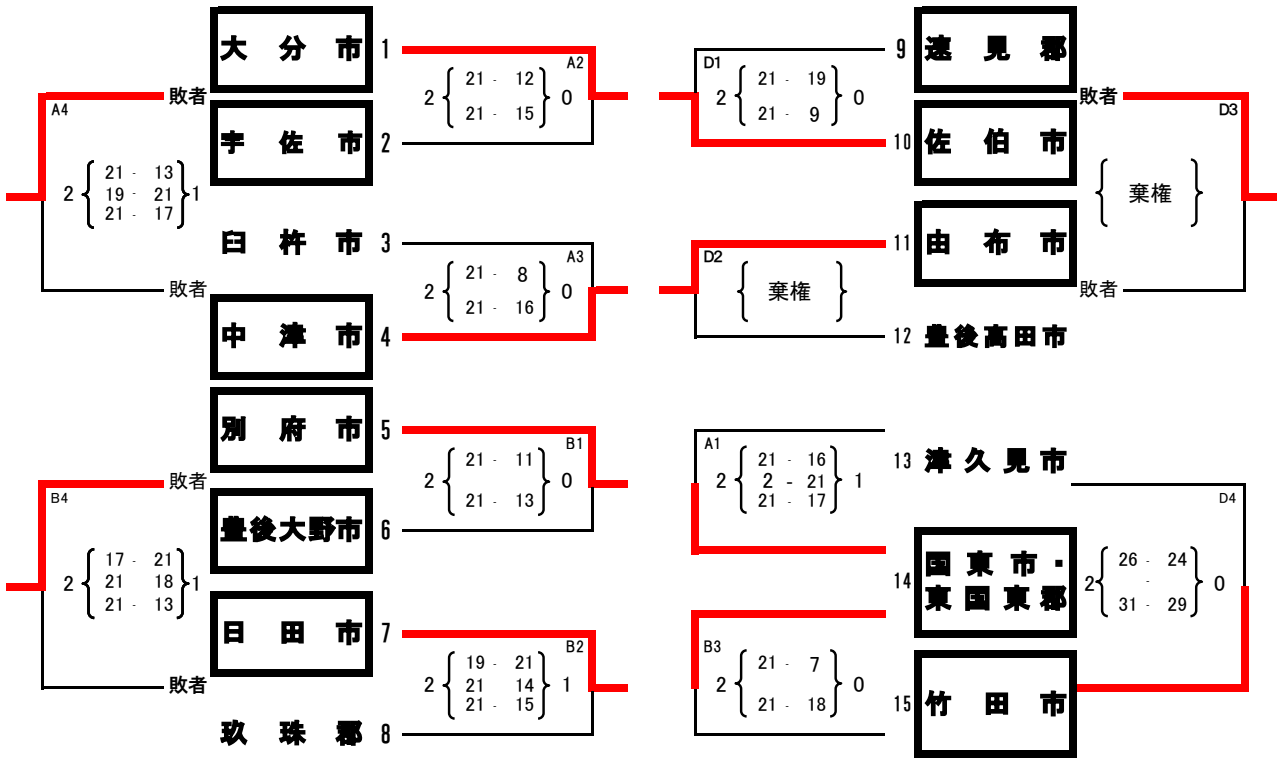 大分市 1
A2
2 21 - 12 0
21 - 15
宇佐市 2
敗者
A4
2 21 - 13 1
19 - 21
21 - 17
敗者
臼杵市 3
A3
2 21 - 8 0
21 - 16
中津市 4
別府市 5
B1
2 21 - 11 0
21 - 13
豊後大野市 6
敗者
B4
2 17 - 21 1
21 18
21 - 13
敗者
日田市 7
B2
2 19 - 21 1
21 14
21 - 15
玖珠郡 8
9 速見郡
D1
2 21 - 19 0
21 - 9
10 佐伯市
敗者
D3
棄権
敗者
11 由布市
D2
棄権
12 豊後高田市
13 津久見市
A1
2 21 - 16 1
2 - 21
21 - 17
14 国東市・
東国東郡
D4
2 26 - 24 0
-
31 - 29
B3
2 21 - 7 0
21 - 18
15 竹田市